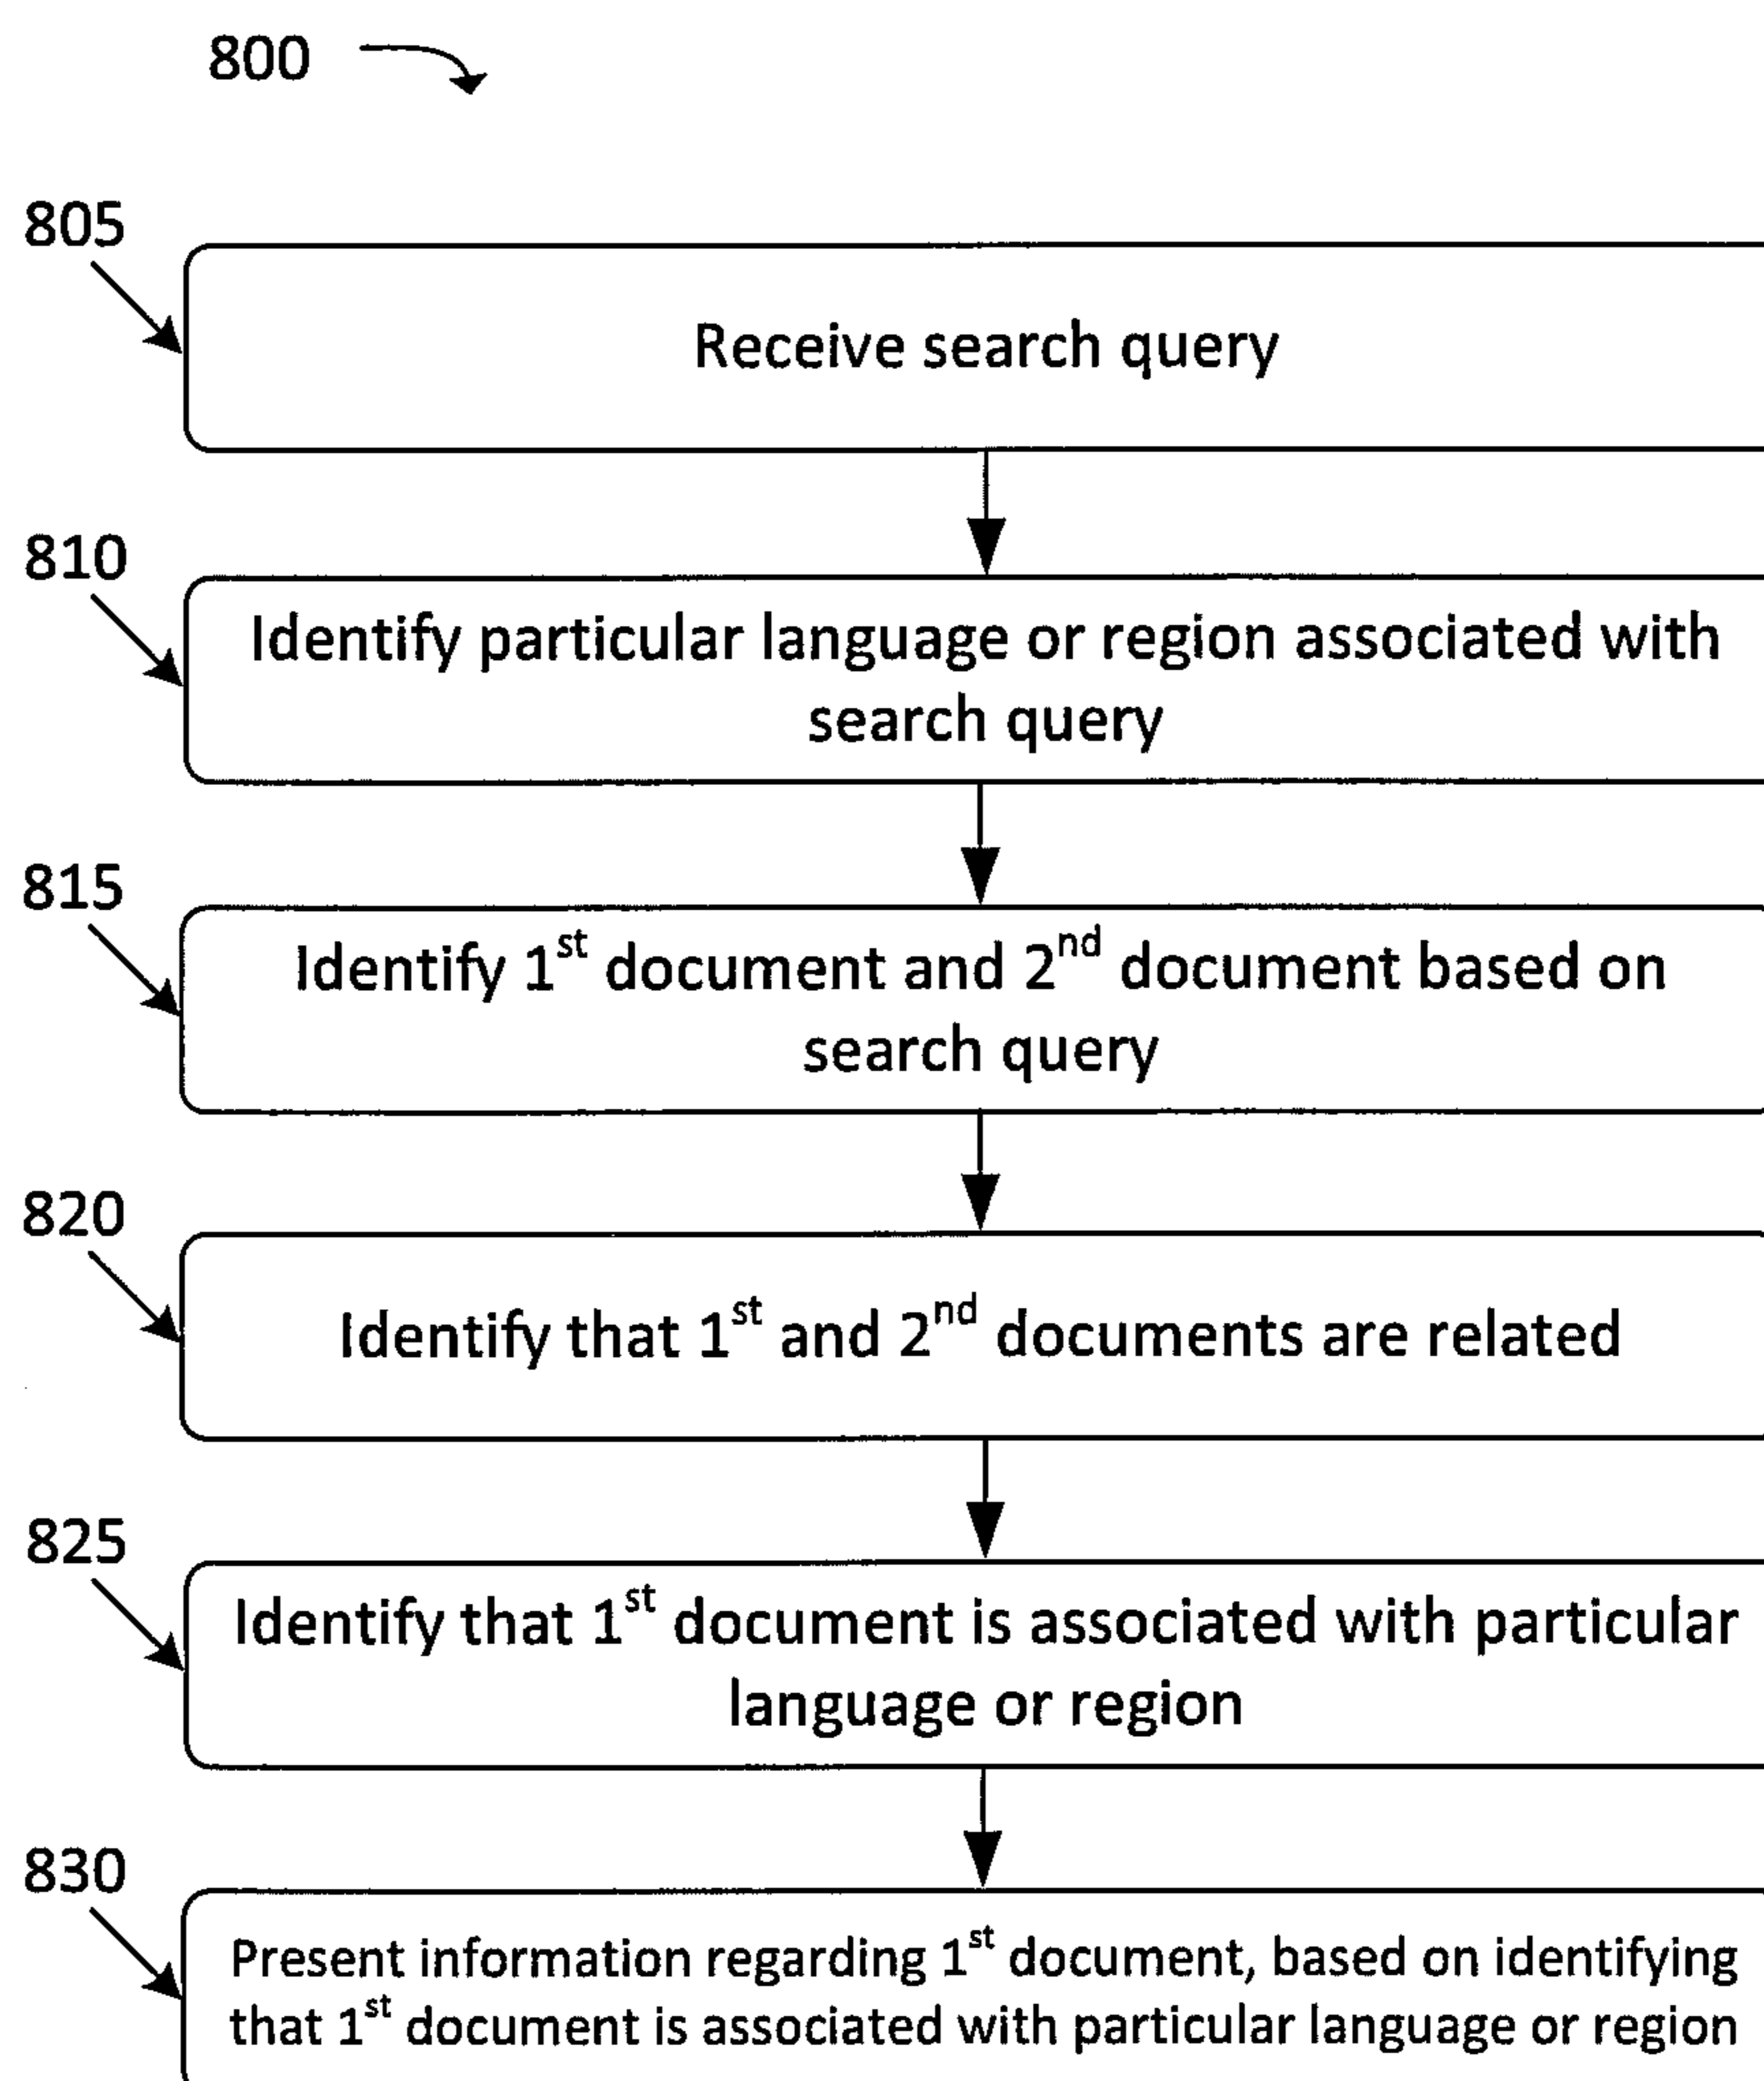 800
805
Receive search query
810
Identify particular language or region associated with
search query
815
Identify 1st document and 2nd document based on
search query
820
Identify that 1st and 2nd documents are related
825
Identify that 1st document is associated with particular
language or region
830
Present information regarding 1st document, based on identifying
that 1st document is associated with particular language or region